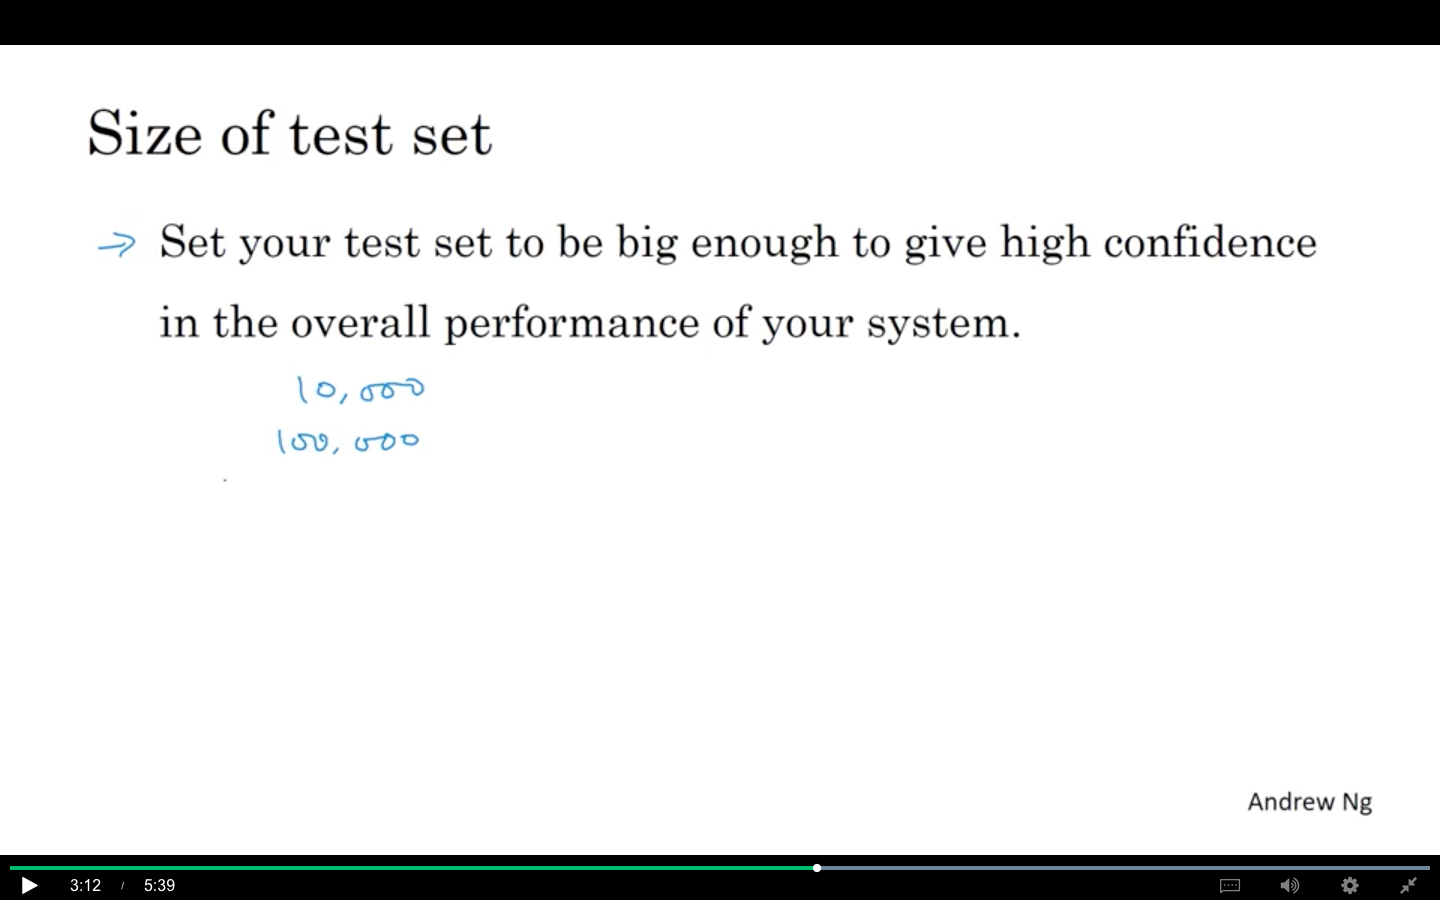 Size of test set
→ Set your test set to be big enough to give high confidence
in the overall performance of your system.
10,000
100,000
Andrew Ng
3:12 / 5:39